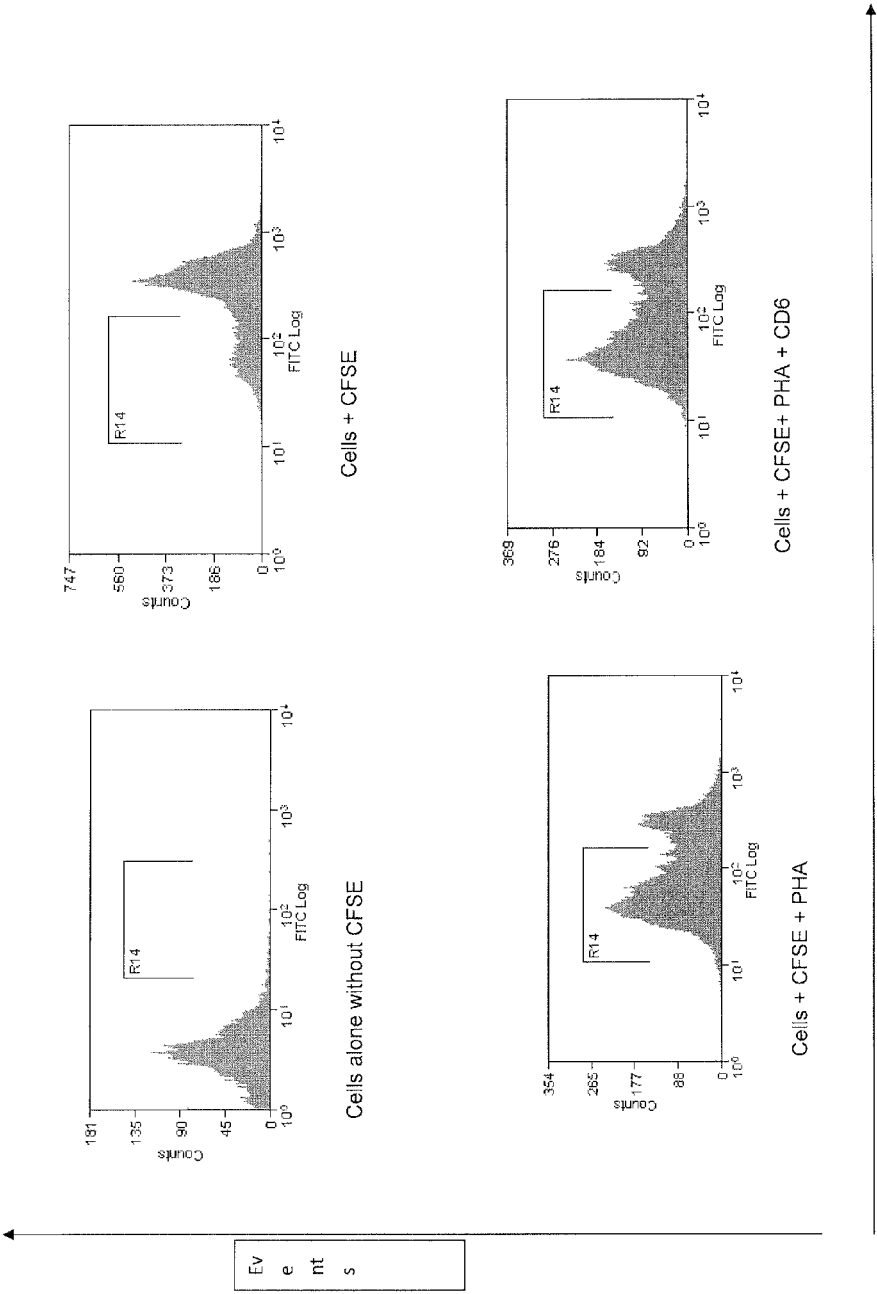 Ev
e
nt
s
181
135
90
45
0
Counts
R14
10⁰
10¹
10²
10³
10⁴
FITC Log
Cells alone without CFSE
747
560
373
186
0
Counts
R14
10⁰
10¹
10²
10³
10⁴
FITC Log
Cells + CFSE
354
265
177
88
0
Counts
R14
10⁰
10¹
10²
10³
10⁴
FITC Log
Cells + CFSE + PHA
369
276
184
92
0
Counts
R14
10⁰
10¹
10²
10³
10⁴
FITC Log
Cells + CFSE+ PHA + CD6